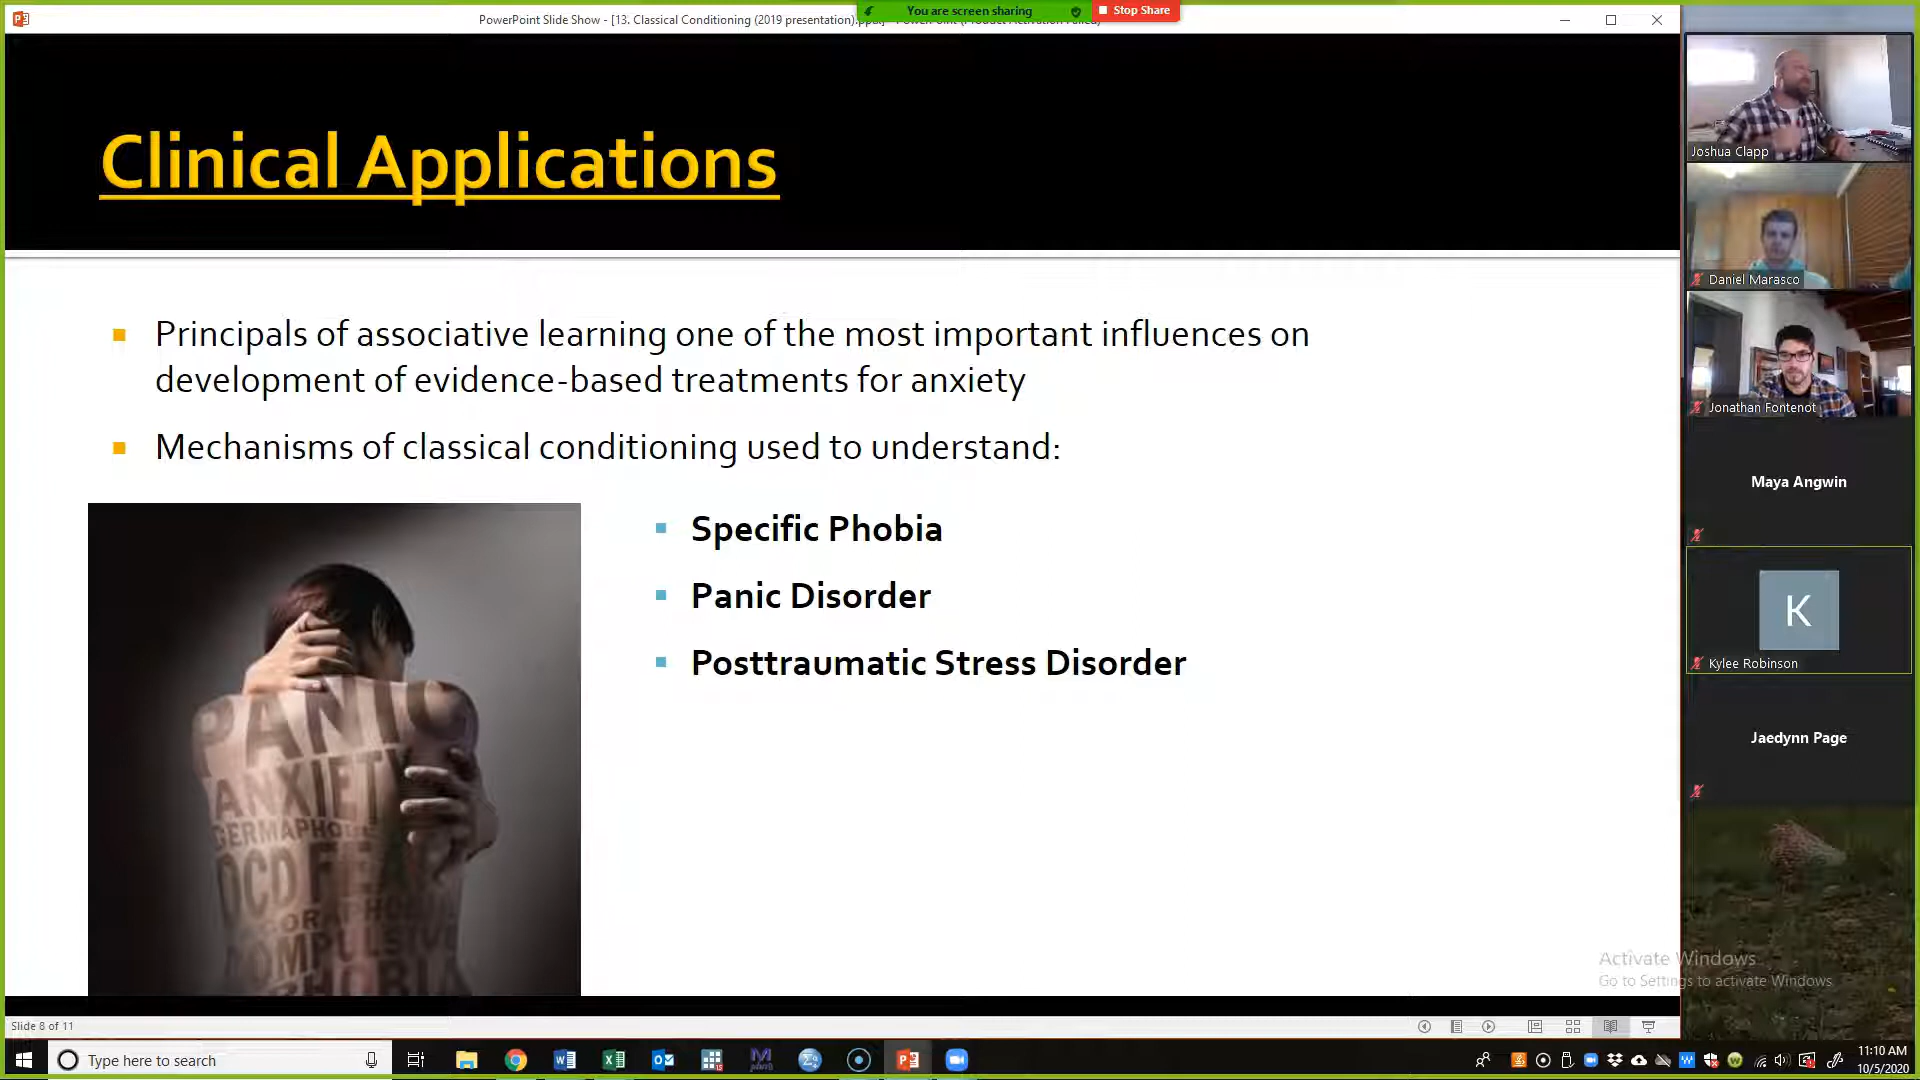 PowerPoint Slide Show - [13. Classical Conditioning (2019 presentation).
You are screen sharing
Stop Share
Clinical Applications
Principals of associative learning one of the most important influences on
development of evidence-based treatments for anxiety
Mechanisms of classical conditioning used to understand:
Specific Phobia
Panic Disorder
Posttraumatic Stress Disorder
PANIC
ANXIETY
OCD FEAR
COMPULSIVE
PHOBIA
Joshua Clapp
Daniel Marasco
Jonathan Fontenot
Maya Angwin
K
Kylee Robinson
Jaedynn Page
Activate Windows
Go to Settings to activate Windows
Slide 8 of 11
Type here to search
11:10 AM
10/5/2020